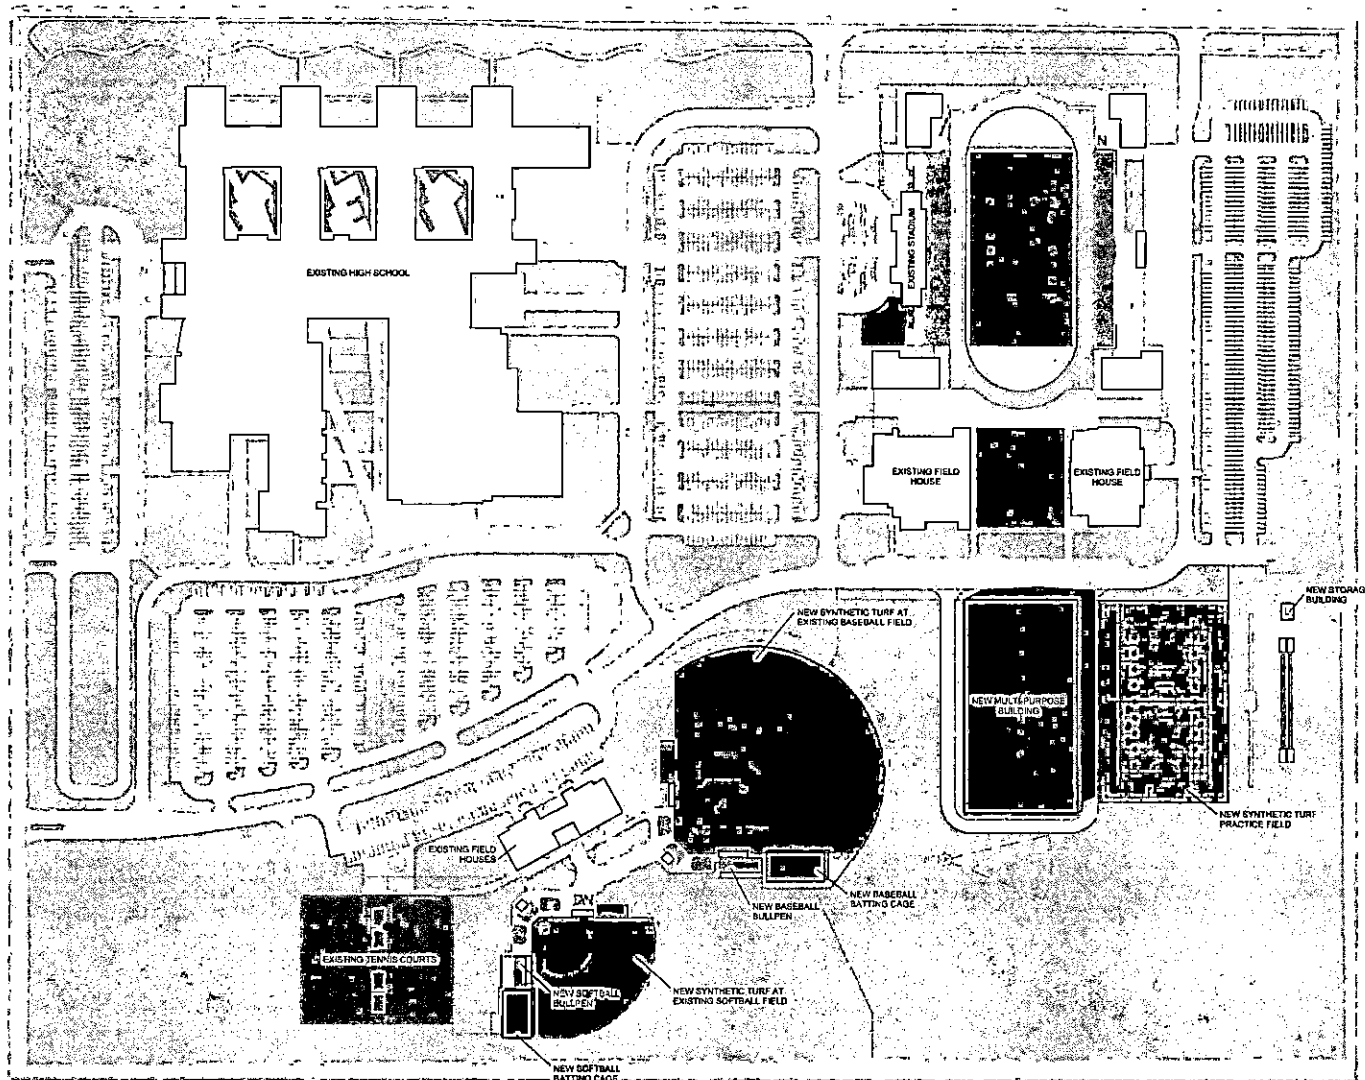 EXISTING HIGH SCHOOL
EXISTING STADIUM
EXISTING FIELD
HOUSE
EXISTING FIELD
HOUSE
NEW STORAG
BUILDING
NEW SYNTHETIC TURF AT
EXISTING BASEBALL FIELD
NEW MULTI-PURPOSE
BUILDING
NEW SYNTHETIC TURF
PRACTICE FIELD
EXISTING FIELD
HOUSES
NEW BASEBALL
BATTING CAGE
NEW BASEBALL
BULLPEN
EXISTING TENNIS COURTS
NEW SOFTBALL
BULLPEN
NEW SYNTHETIC TURF AT
EXISTING SOFTBALL FIELD
NEW SOFTBALL
BATTING CAGE